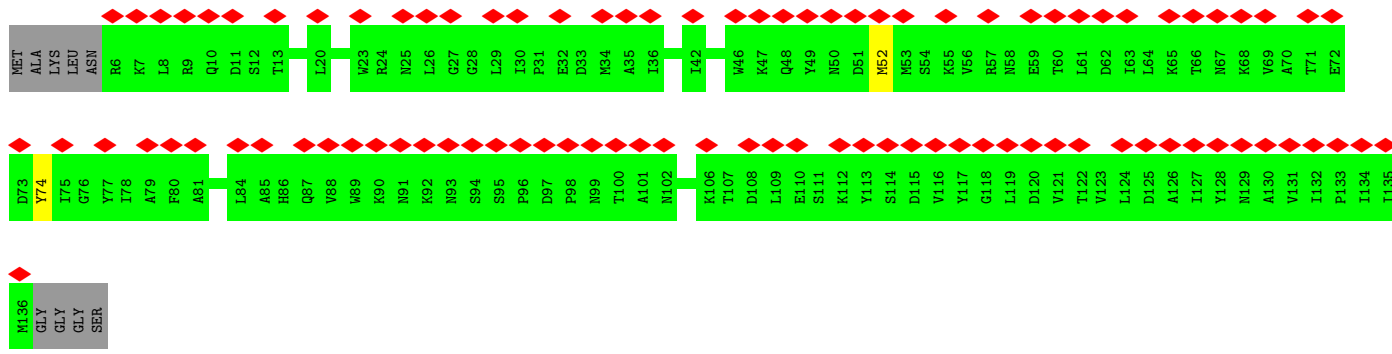 MET ALA LYS LEU ASN R6 K7 L8 R9 Q10 D11 S12 T13 L20 W23 R24 N25 L26 G27 G28 L29 I30 P31 E32 D33 M34 A35 I36 I42 W46 K47 Q48 Y49 N50 D51 M52 M53 S54 K55 V56 R57 N58 E59 T60 L61 D62 I63 L64 K65 T66 N67 K68 V69 A70 T71 E72
D73 Y74 I75 G76 Y77 I78 A79 F80 A81 L84 A85 H86 Q87 V88 W89 K90 N91 K92 N93 S94 S95 P96 D97 P98 N99 T100 A101 N102 K106 T107 D108 L109 E110 S111 K112 Y113 S114 D115 V116 Y117 G118 L119 D120 V121 T122 V123 L124 D125 A126 I127 Y128 N129 A130 V131 I132 P133 I134 I135
M136 GLY GLY GLY SER